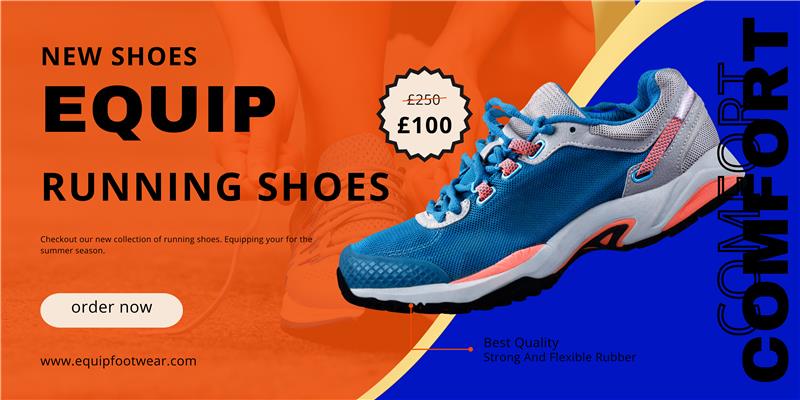 NEW SHOES
EQUIP
RUNNING SHOES
£250
£100
Checkout our new collection of running shoes. Equipping your for the
summer season.
order now
www.equipfootwear.com
Best Quality
Strong And Flexible Rubber
COMFORT
COMFORT